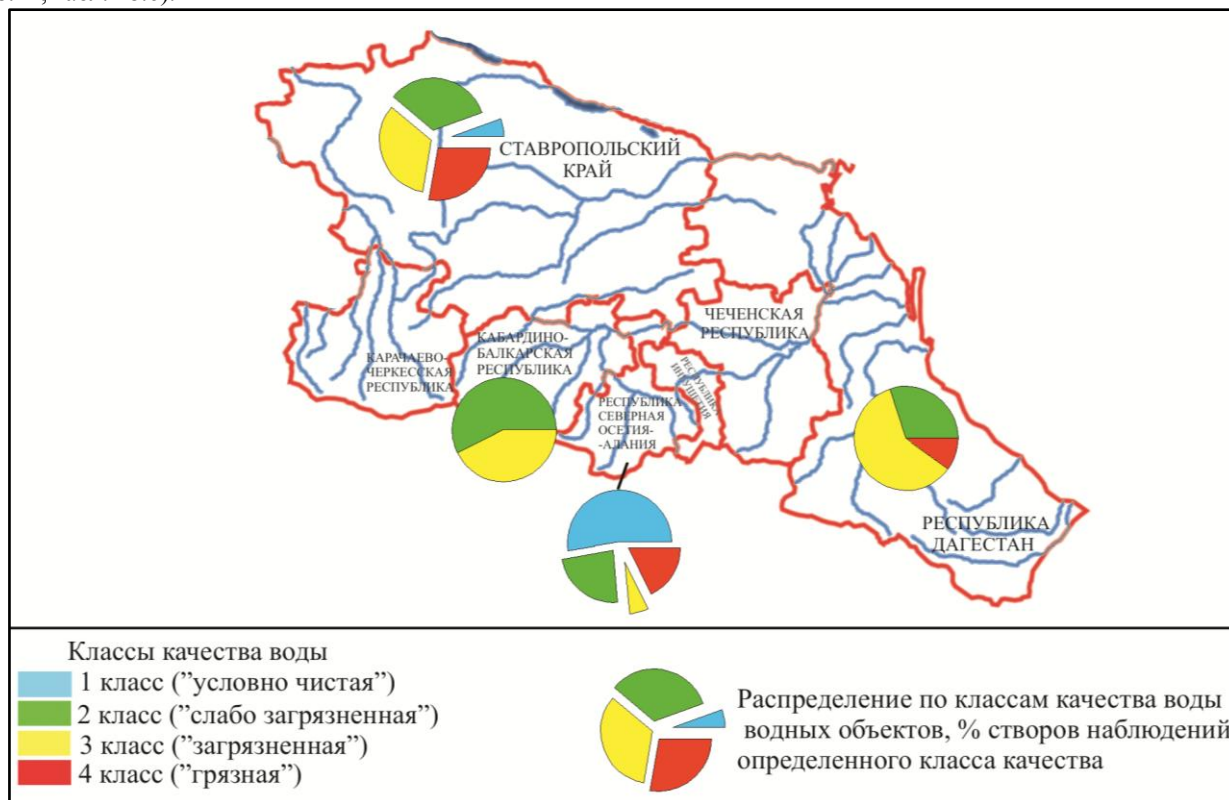 СТАВРОПОЛЬСКИЙ
КРАЙ
ЧЕЧЕНСКАЯ
РЕСПУБЛИКА
КАБАРДИНО-
БАЛКАРСКАЯ
РЕСПУБЛИКА
КАРАЧАЕВО-
ЧЕРКЕССКАЯ
РЕСПУБЛИКА
РЕСПУБЛИКА
ИНГУШЕТИЯ
РЕСПУБЛИКА
СЕВЕРНАЯ
ОСЕТИЯ-
-АЛАНИЯ
РЕСПУБЛИКА
ДАГЕСТАН
Классы качества воды
1 класс (”условно чистая”)
2 класс (”слабо загрязненная”)
3 класс (”загрязненная”)
4 класс (”грязная”)
Распределение по классам качества воды
водных объектов, % створов наблюдений
определенного класса качества